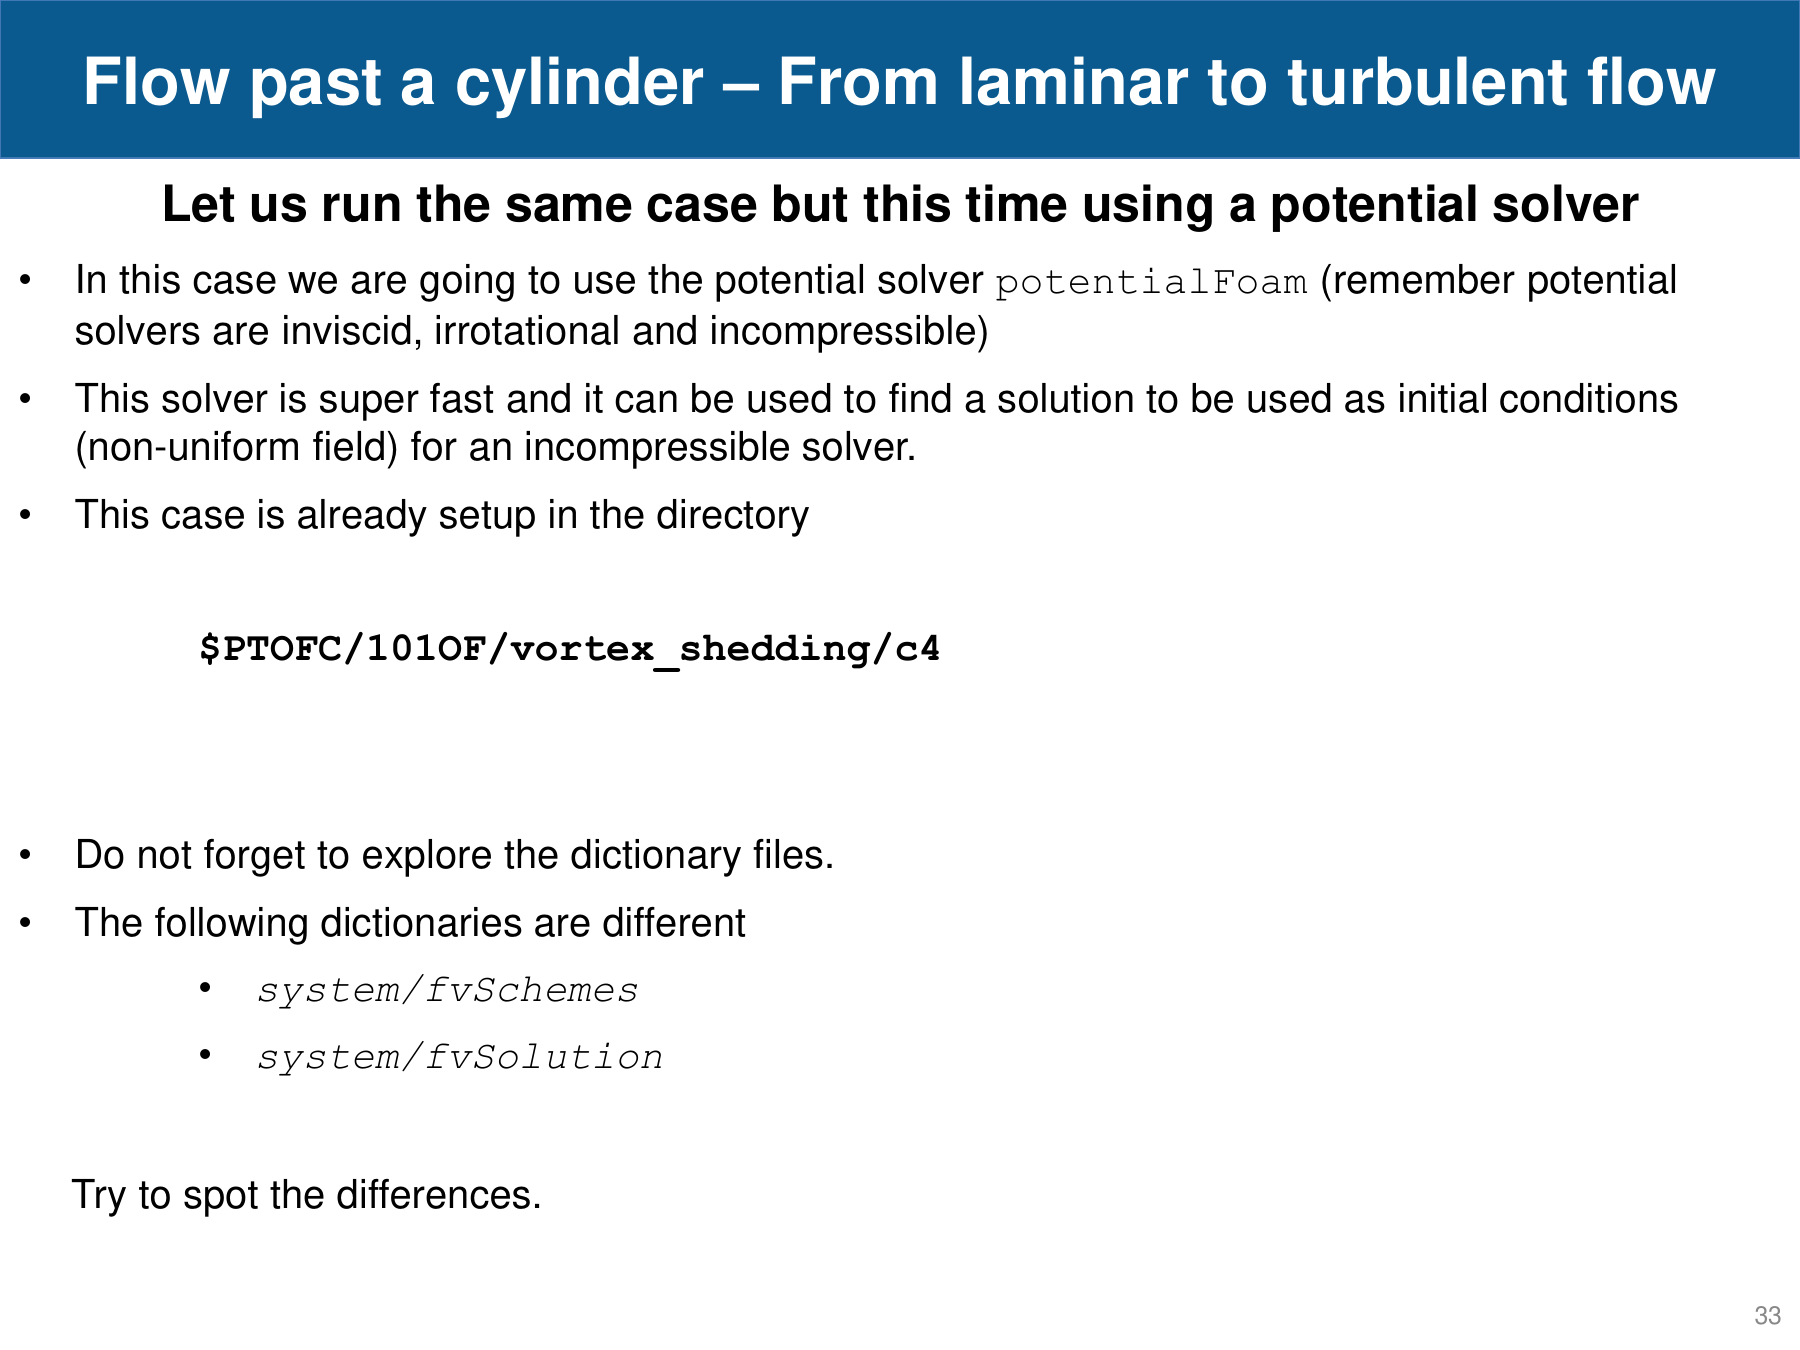 Flow past a cylinder – From laminar to turbulent flow
Let us run the same case but this time using a potential solver
• In this case we are going to use the potential solver potentialFoam (remember potential
solvers are inviscid, irrotational and incompressible)
• This solver is super fast and it can be used to find a solution to be used as initial conditions
(non-uniform field) for an incompressible solver.
• This case is already setup in the directory
$PTOFC/101OF/vortex_shedding/c4
• Do not forget to explore the dictionary files.
• The following dictionaries are different
• system/fvSchemes
• system/fvSolution
Try to spot the differences.
33